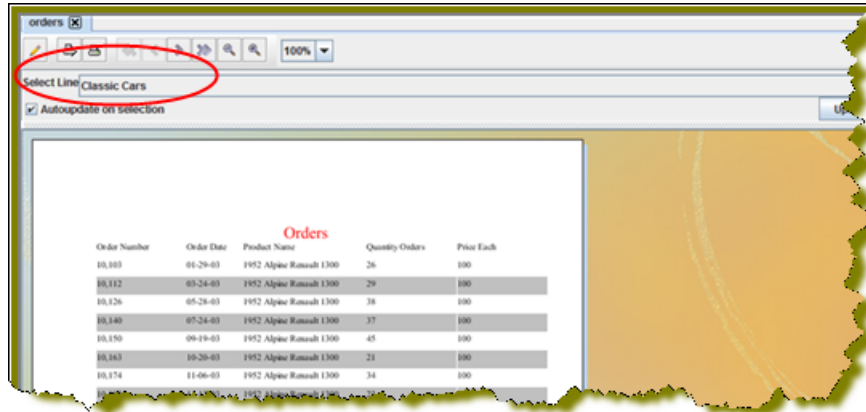 orders
100%
Select Line Classic Cars
Autoupdate on selection
Orders
Order Number Order Date Product Name Quantity Orders Price Each
10,103 01-29-03 1952 Alpine Renault 1300 26 100
10,112 03-24-03 1952 Alpine Renault 1300 29 100
10,126 05-28-03 1952 Alpine Renault 1300 38 100
10,140 07-24-03 1952 Alpine Renault 1300 37 100
10,150 09-19-03 1952 Alpine Renault 1300 45 100
10,163 10-20-03 1952 Alpine Renault 1300 21 100
10,174 11-06-03 1952 Alpine Renault 1300 34 100